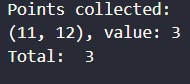 Points collected:
(11, 12), value: 3
Total:  3